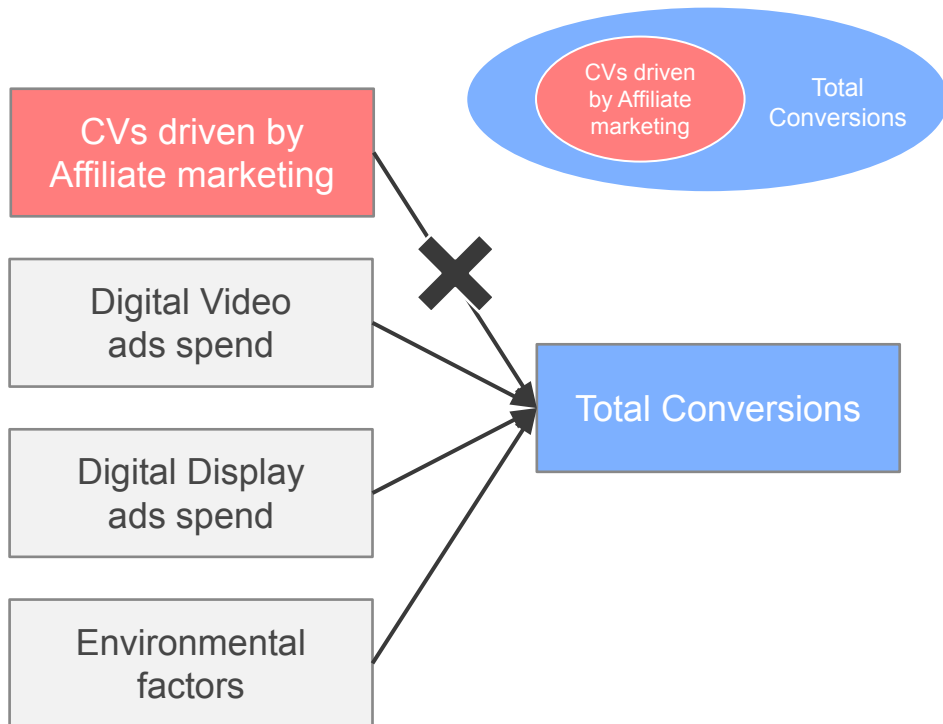 CVs driven
by Affiliate
marketing
Total
Conversions
CVs driven by
Affiliate marketing
Digital Video
ads spend
Total Conversions
Digital Display
ads spend
Environmental
factors